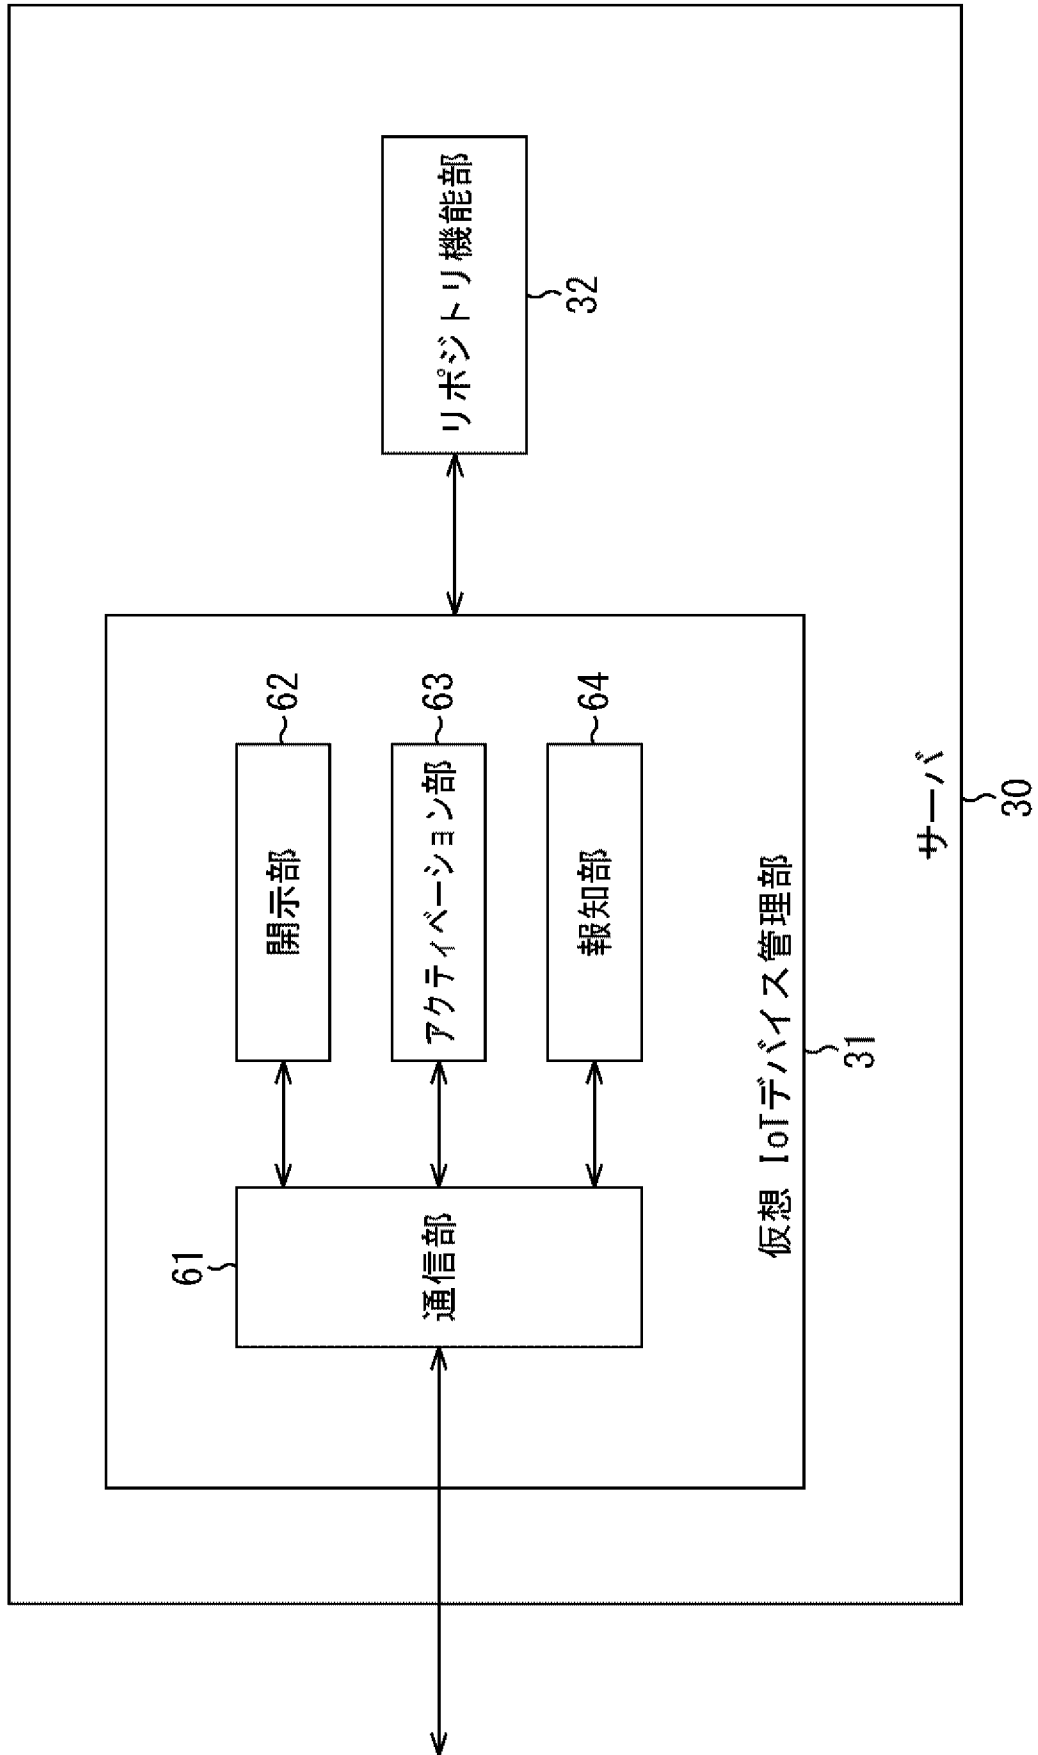 61
通信部
開示部
62
アクティベーション部
63
報知部
64
仮想 IoTデバイス管理部
31
リポジトリ機能部
32
サーバ
30